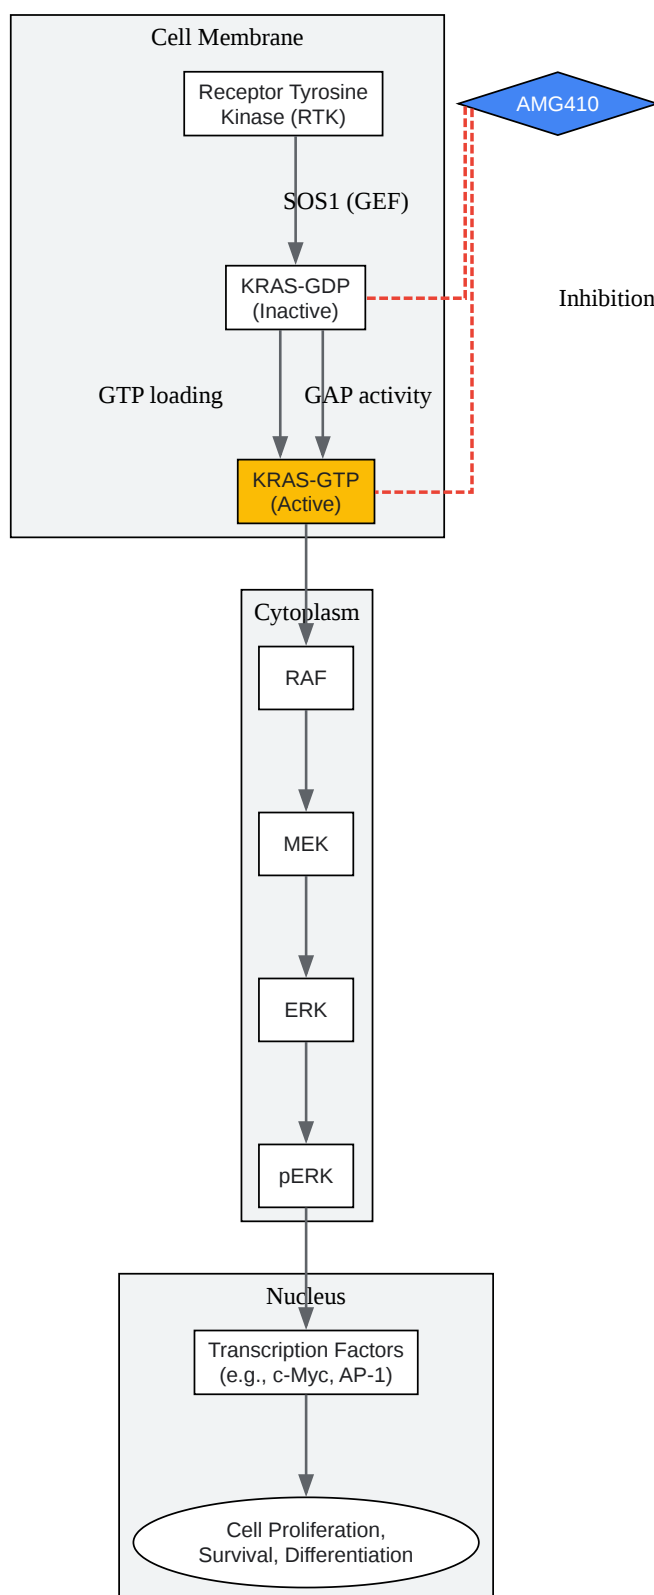 Cell Membrane
Receptor Tyrosine
Kinase (RTK)
AMG410
SOS1 (GEF)
KRAS-GDP
(Inactive)
Inhibition
GTP loading
GAP activity
KRAS-GTP
(Active)
Cytoplasm
RAF
MEK
ERK
pERK
Nucleus
Transcription Factors
(e.g., c-Myc, AP-1)
Cell Proliferation,
Survival, Differentiation